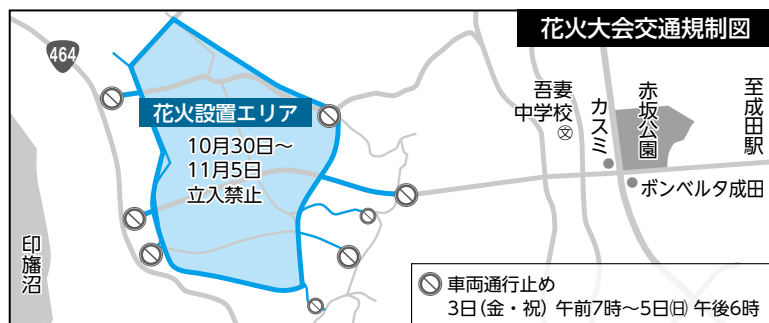 花火大会交通規制図
464
花火設置エリア
10月30日～
11月5日
立入禁止
印旛沼
吾妻
中学校
文
カスミ
赤坂公園
至成田駅
ボンベルタ成田
車両通行止め
3日(金・祝) 午前7時～5日㈰ 午後6時